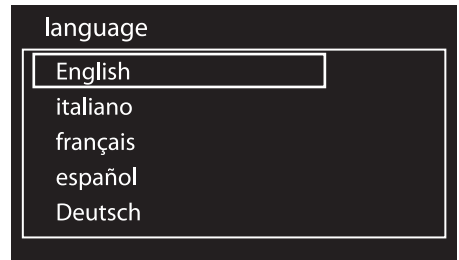 language
English
italiano
français
español
Deutsch